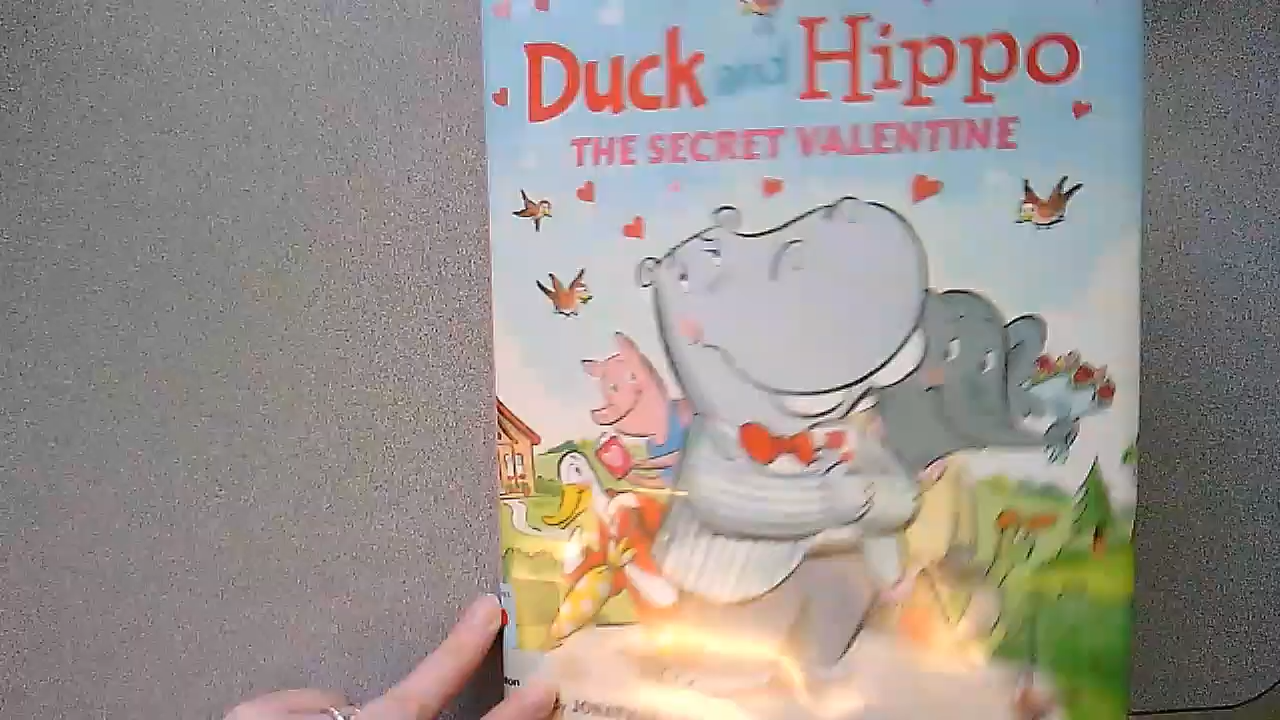 Duck and Hippo
THE SECRET VALENTINE